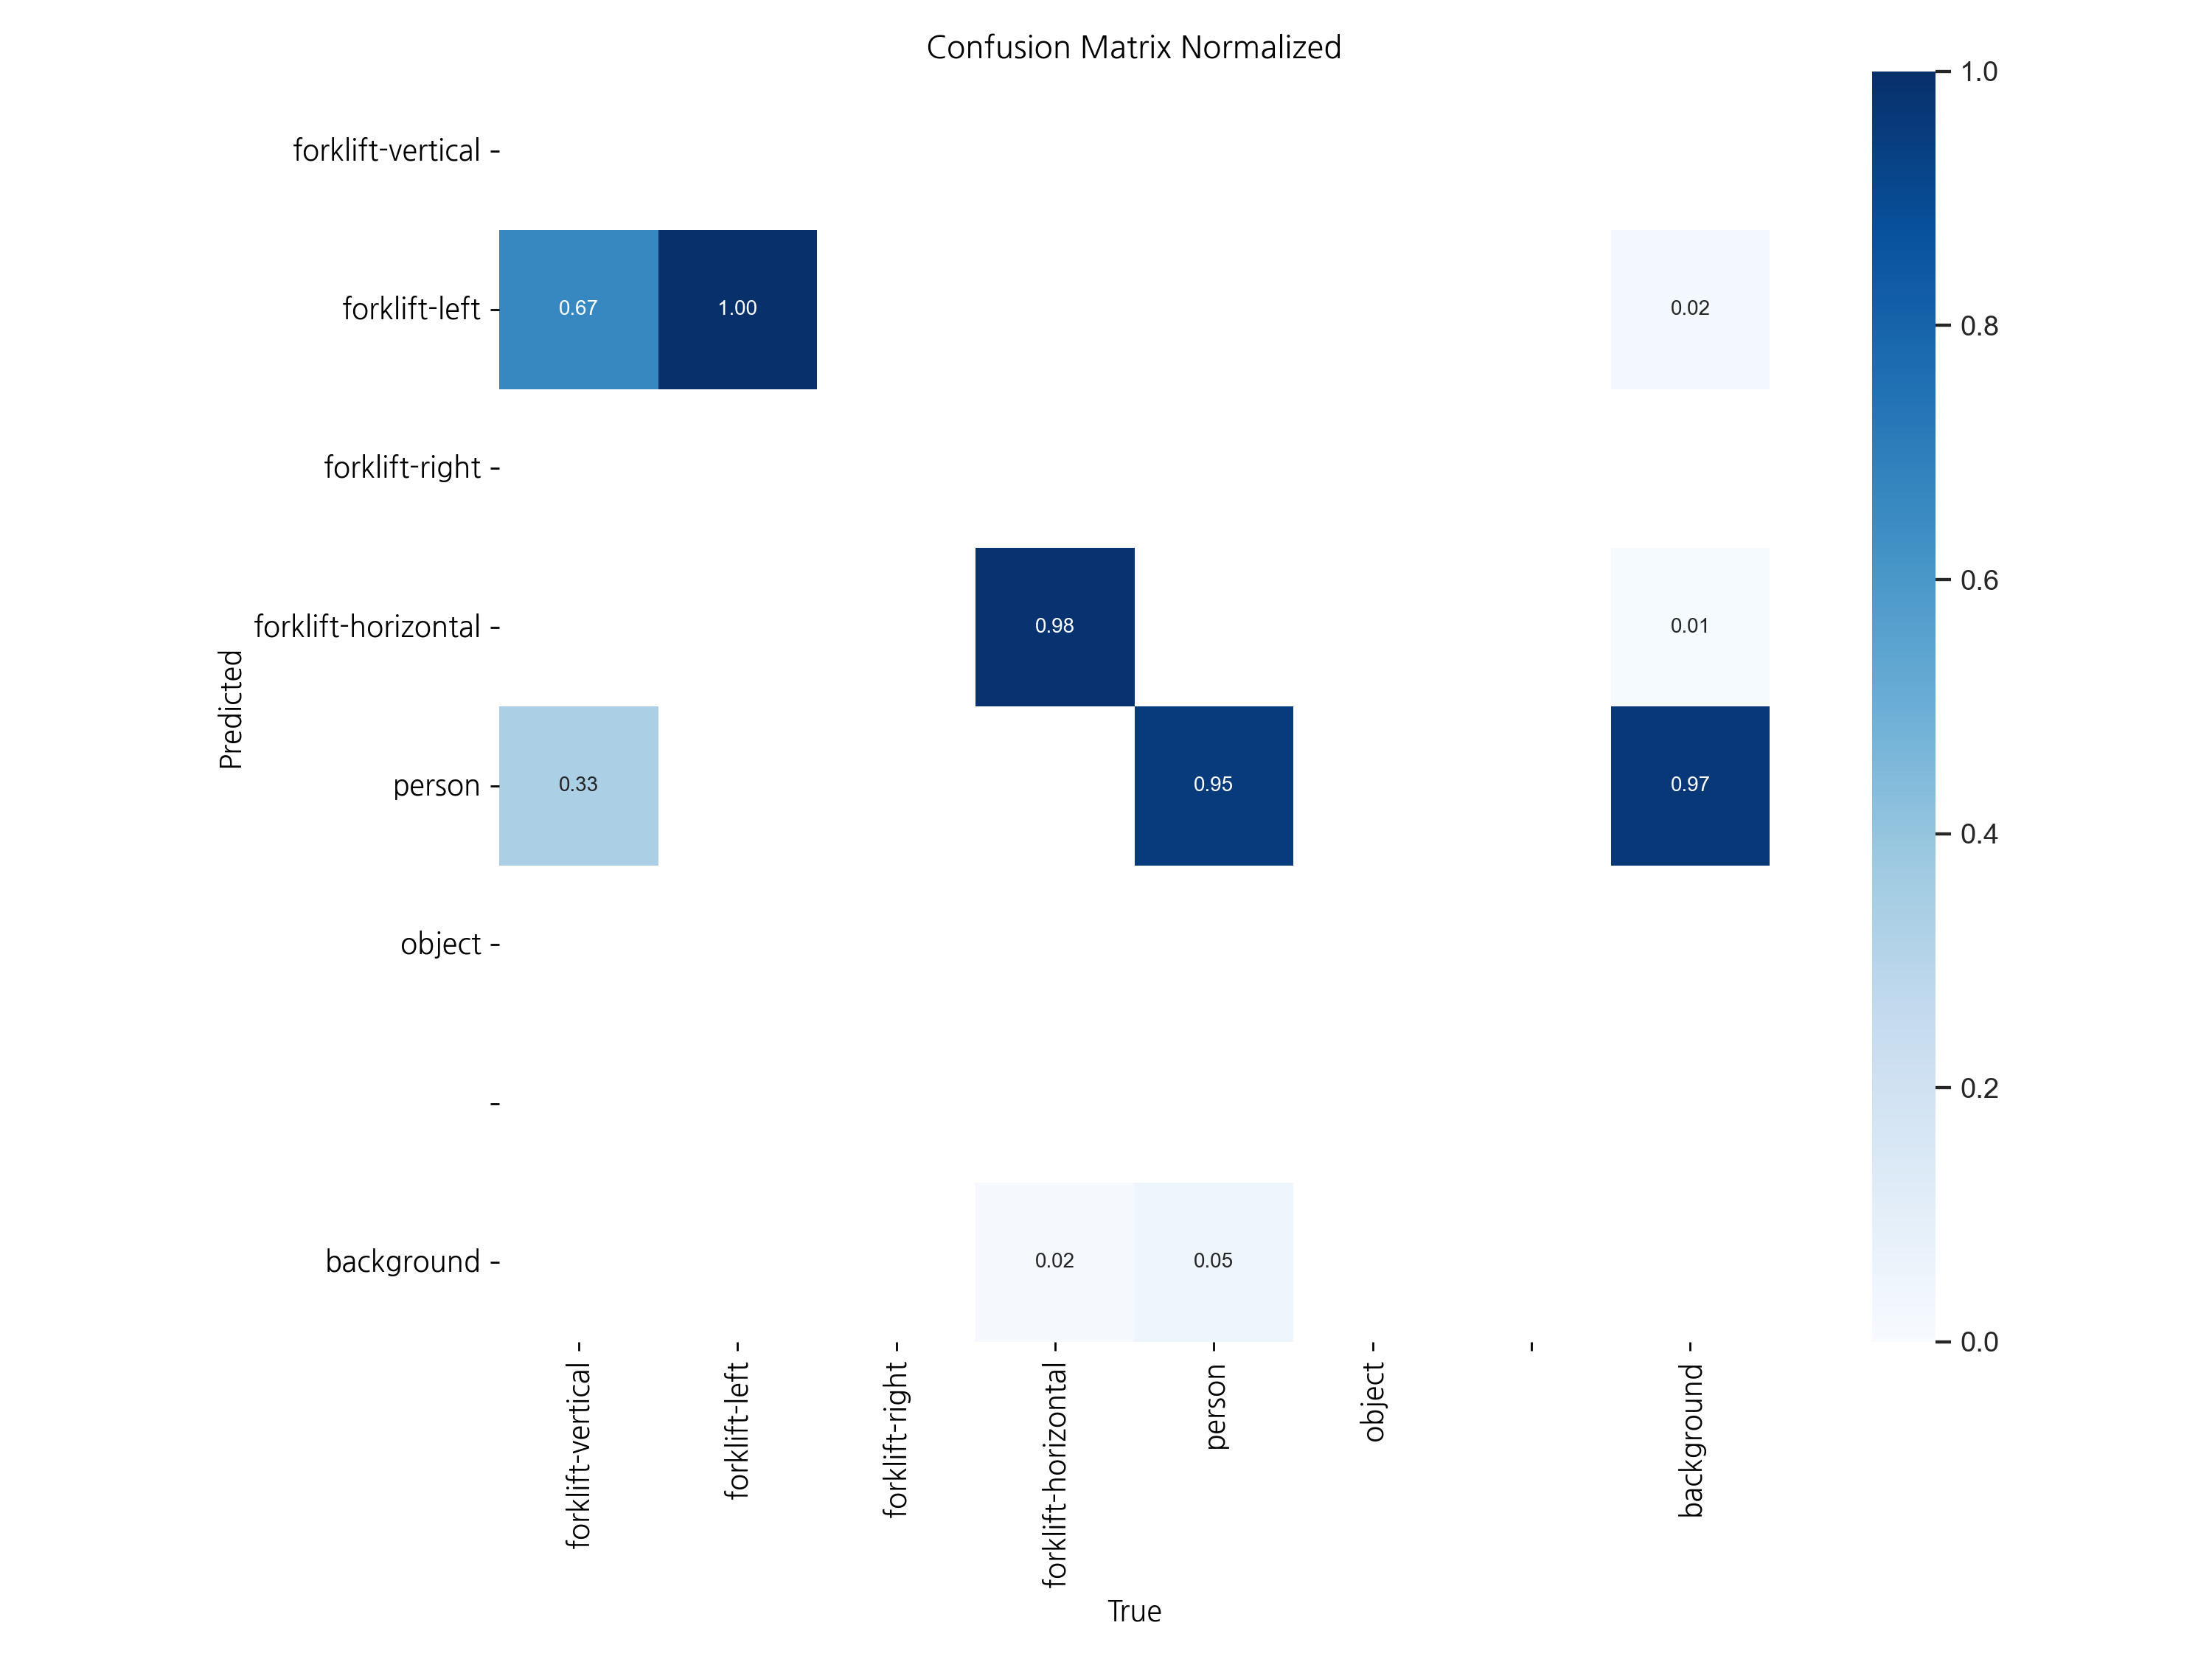 Confusion Matrix Normalized
forklift-vertical
forklift-left
forklift-right
forklift-horizontal
person
object
background
Predicted
0.67
1.00
0.02
0.98
0.01
0.33
0.95
0.97
0.02
0.05
forklift-vertical
forklift-left
forklift-right
forklift-horizontal
person
object
background
True
1.0
0.8
0.6
0.4
0.2
0.0